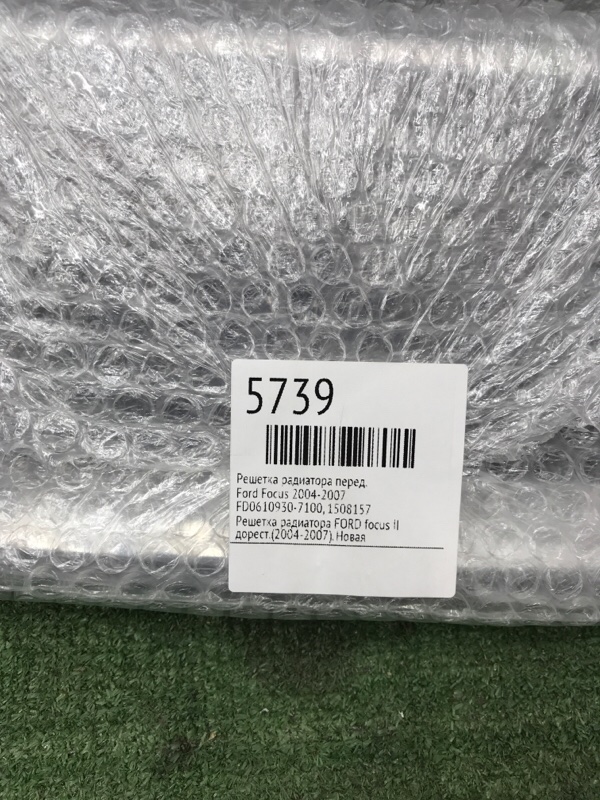 5739
Решетка радиатора перед.
Ford Focus 2004-2007
FD0610930-7100, 1508157
Решетка радиатора FORD focus II
дорест.(2004-2007). Новая